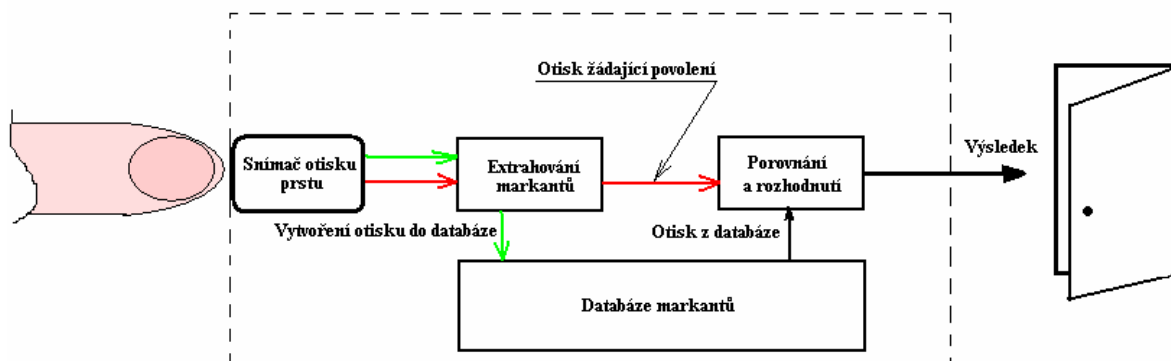 Otisk žádající povolení
Snímač otisku
prstu
Extrahování
markantů
Porovnání
a rozhodnutí
Výsledek
Vytvoření otisku do databáze
Otisk z databáze
Databáze markantů